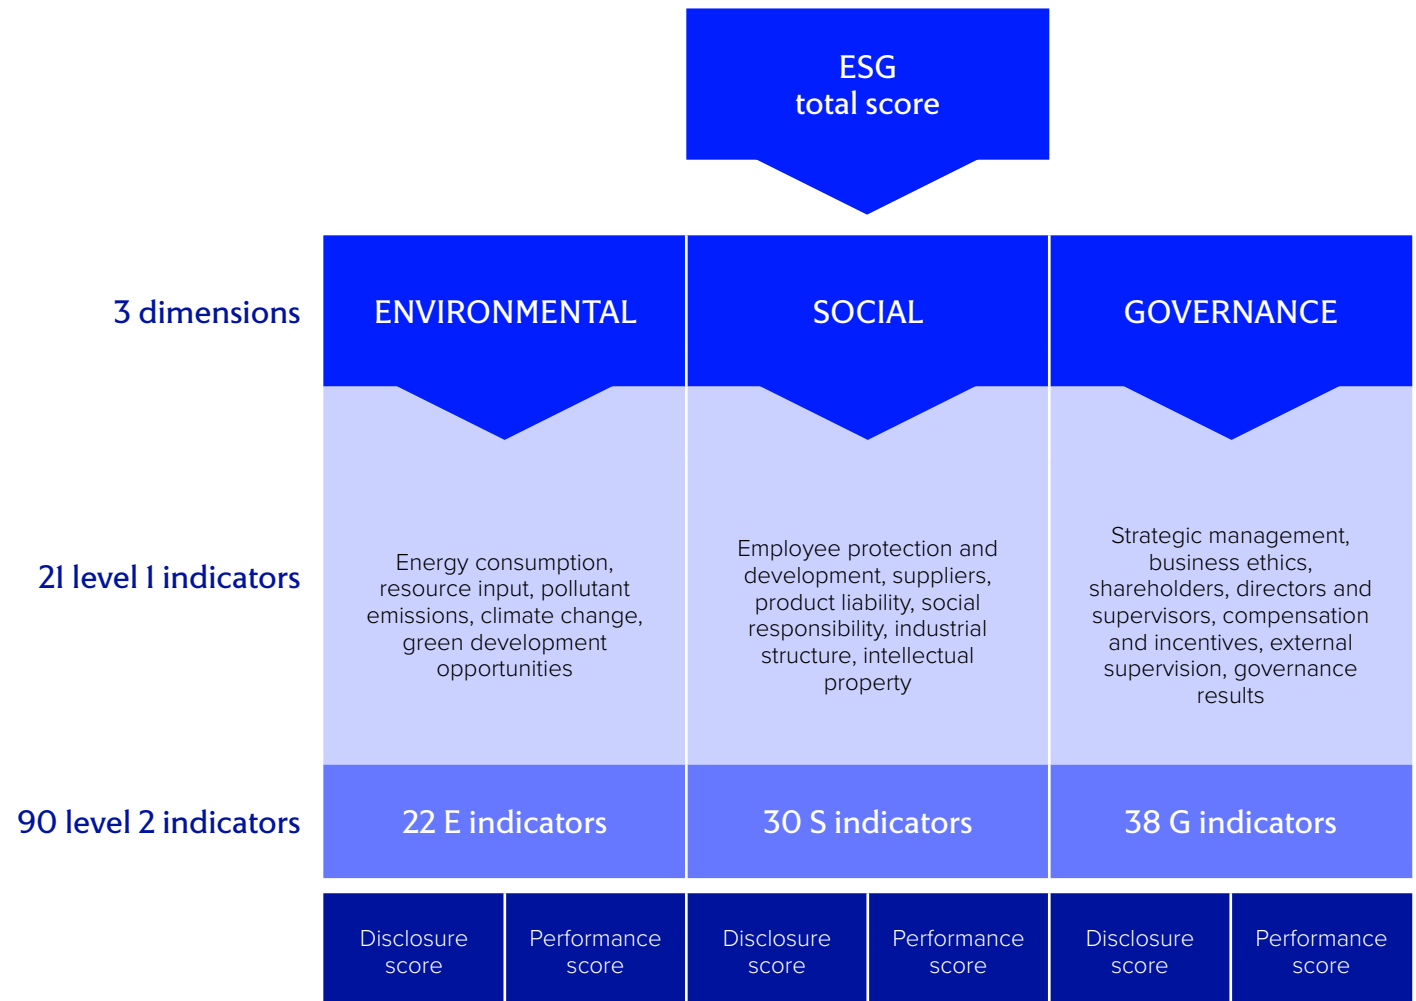 ESG
total score
3 dimensions
ENVIRONMENTAL
SOCIAL
GOVERNANCE
21 level 1 indicators
Energy consumption,
resource input, pollutant
emissions, climate change,
green development
opportunities
Employee protection and
development, suppliers,
product liability, social
responsibility, industrial
structure, intellectual
property
Strategic management,
business ethics,
shareholders, directors and
supervisors, compensation
and incentives, external
supervision, governance
results
90 level 2 indicators
22 E indicators
30 S indicators
38 G indicators
Disclosure
score
Performance
score
Disclosure
score
Performance
score
Disclosure
score
Performance
score